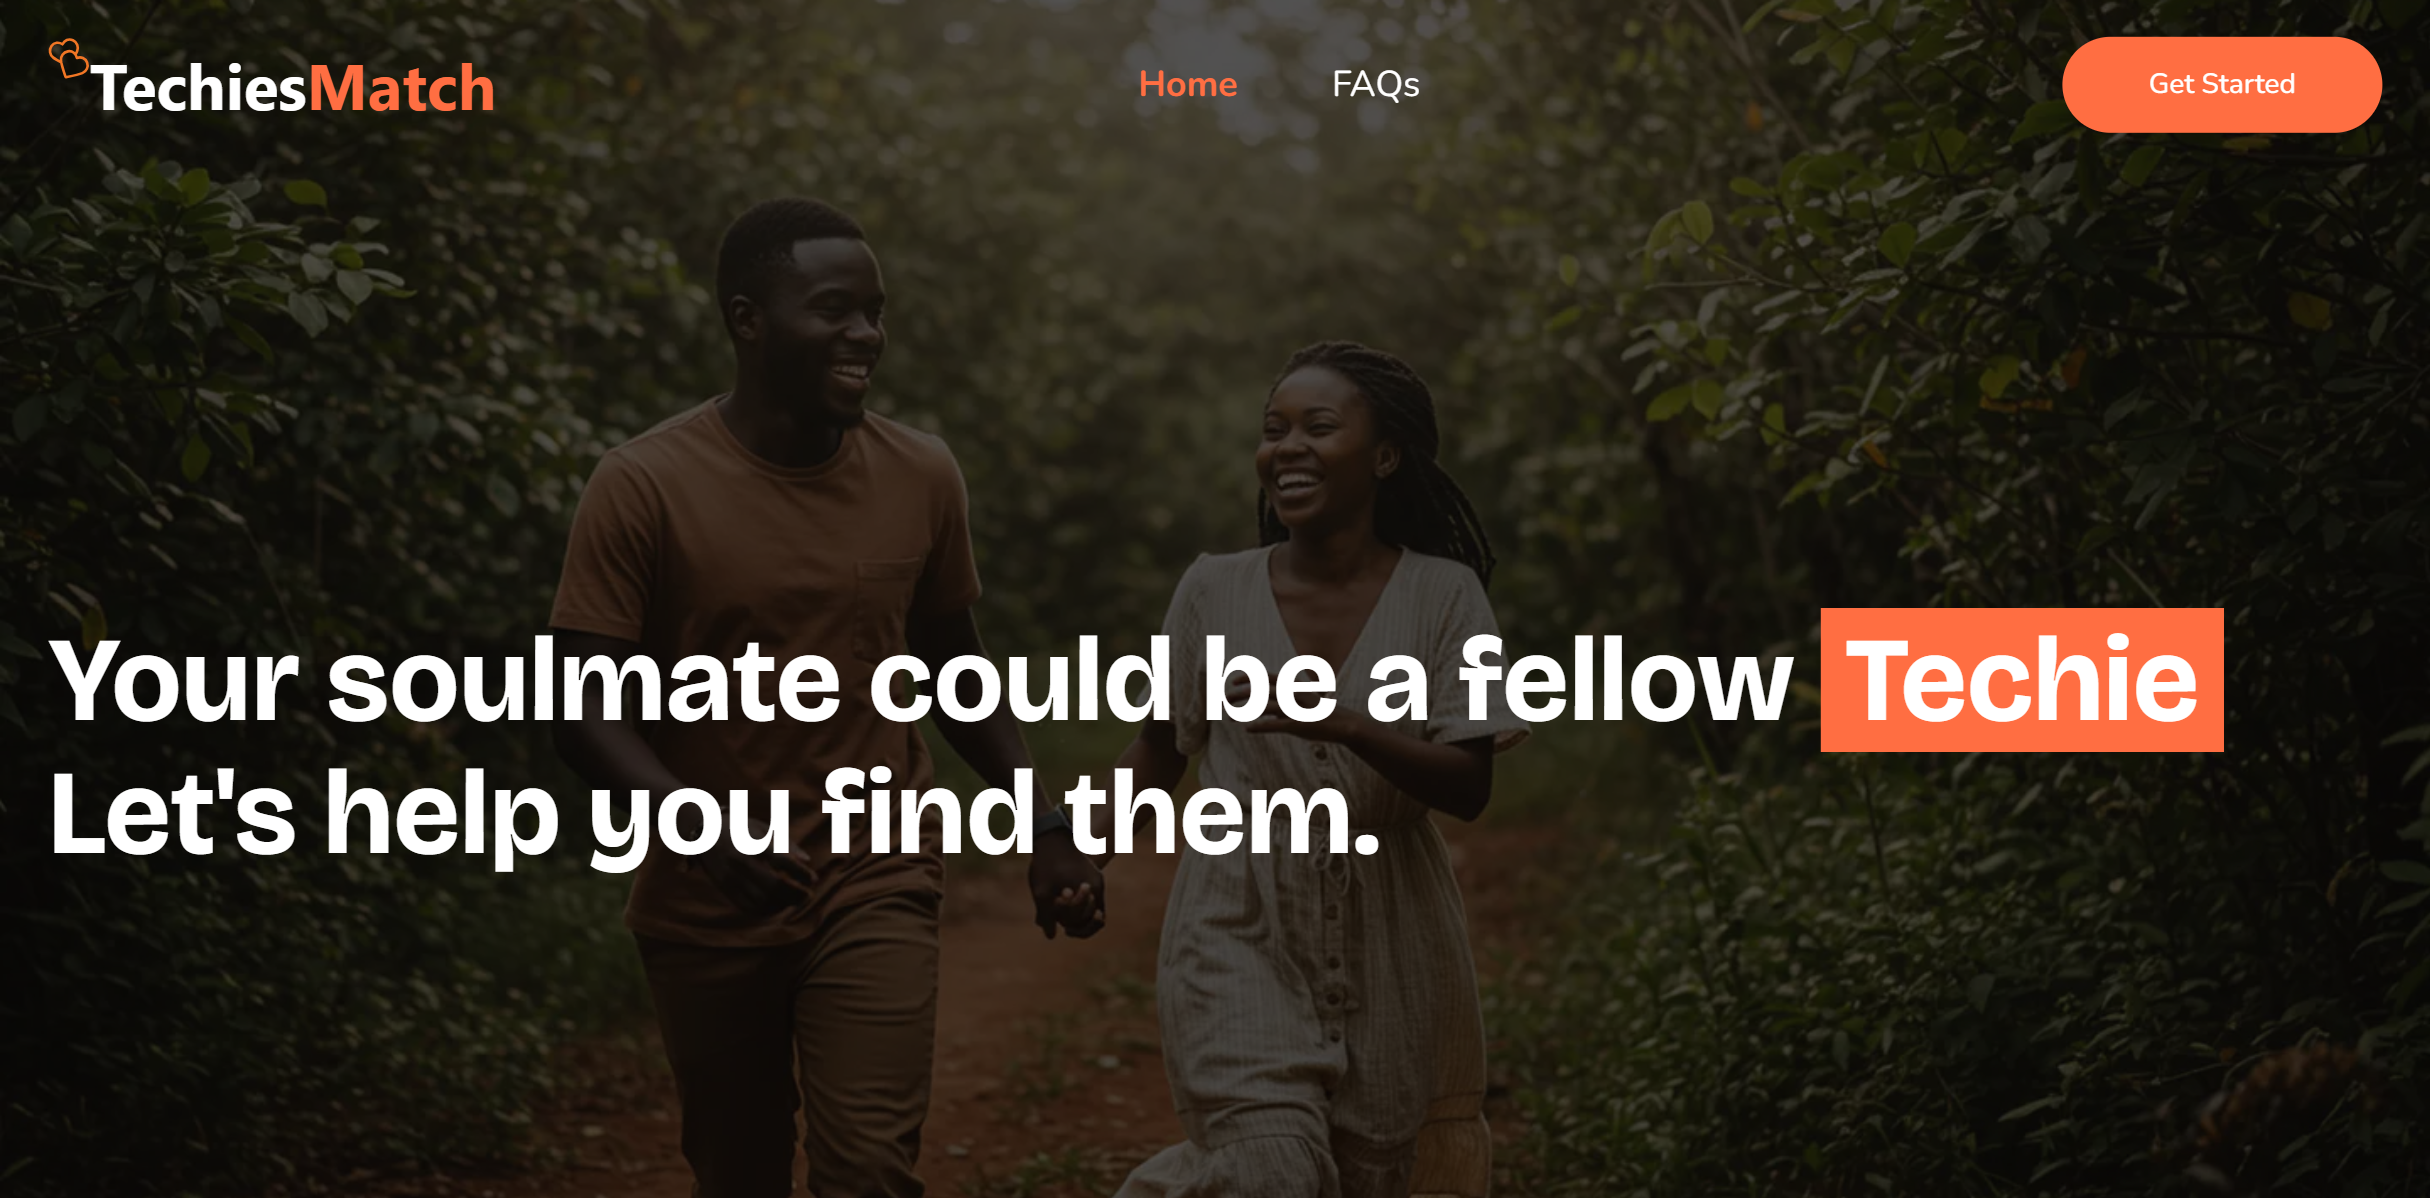 TechiesMatch
Home
FAQs
Get Started
Your soulmate could be a fellow Techie
Let's help you find them.